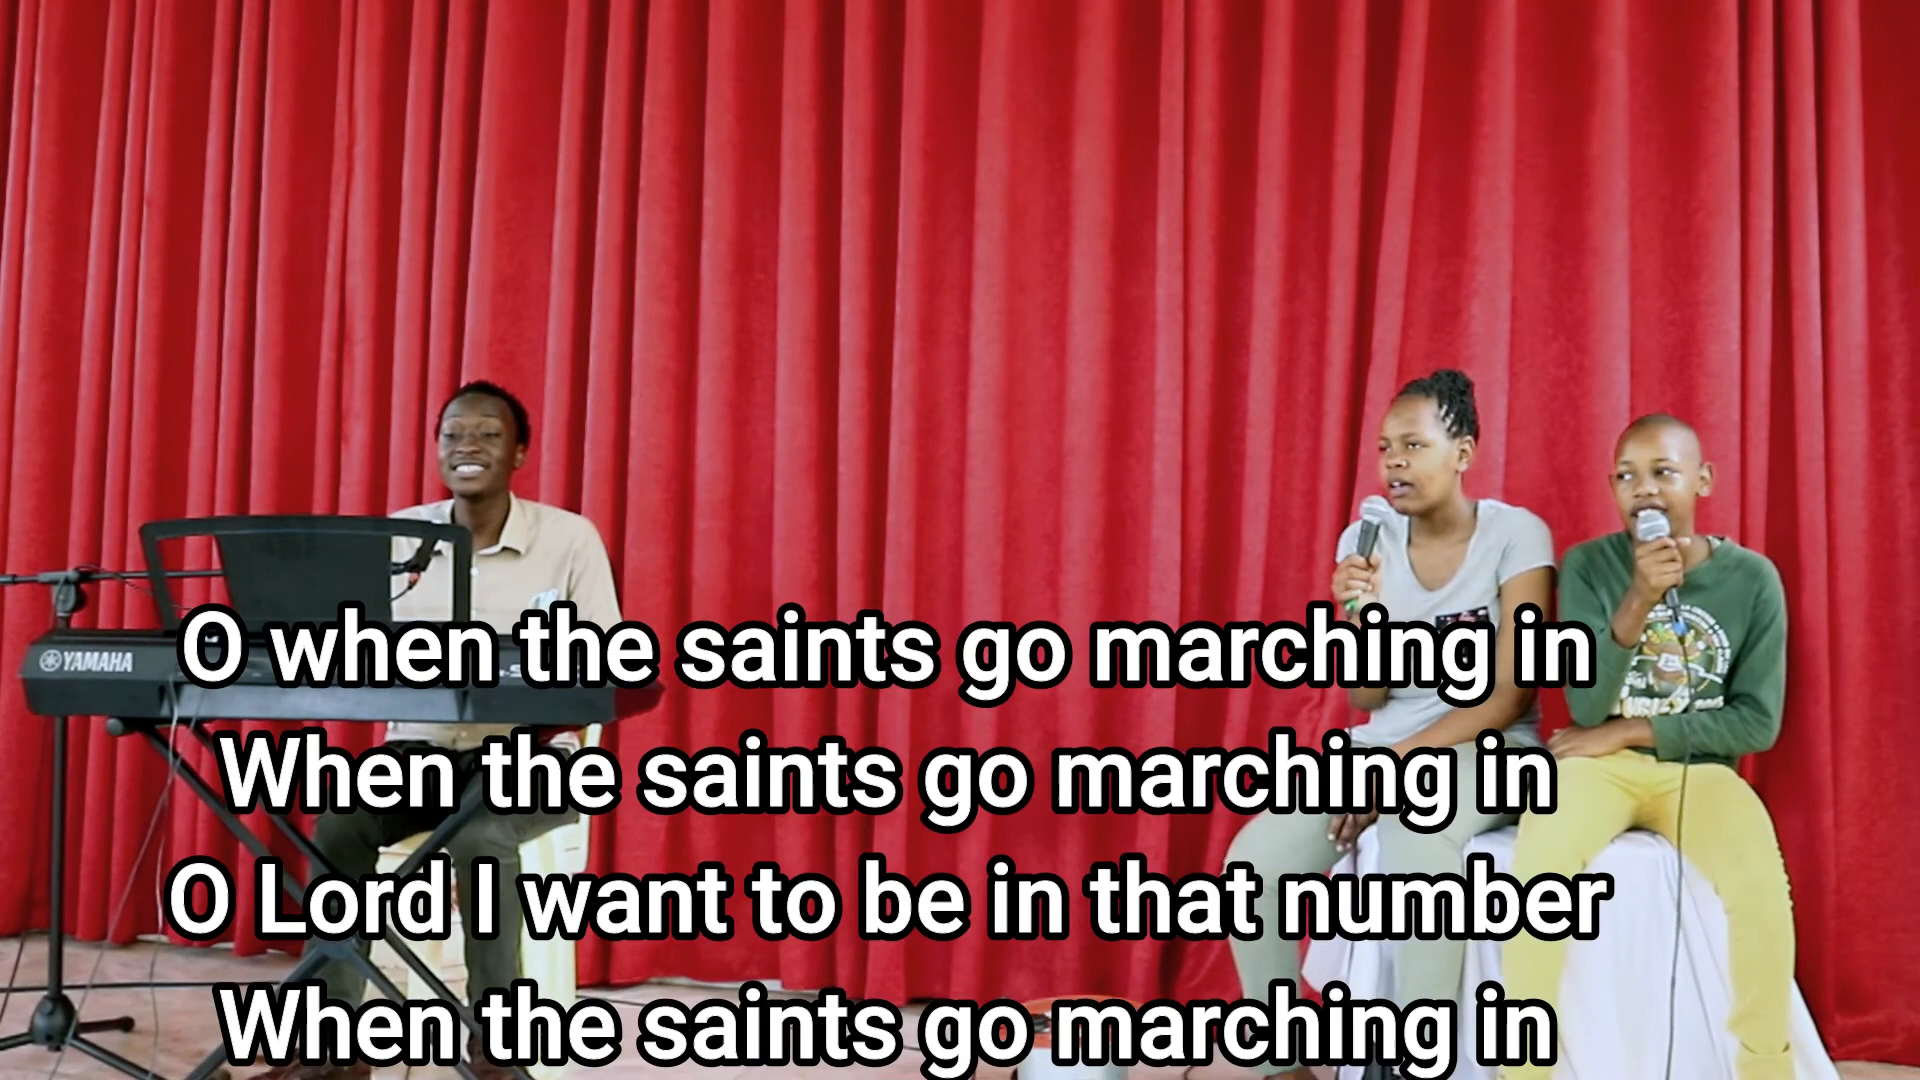 YAMAHA
O when the saints go marching in
When the saints go marching in
O Lord I want to be in that number
When the saints go marching in